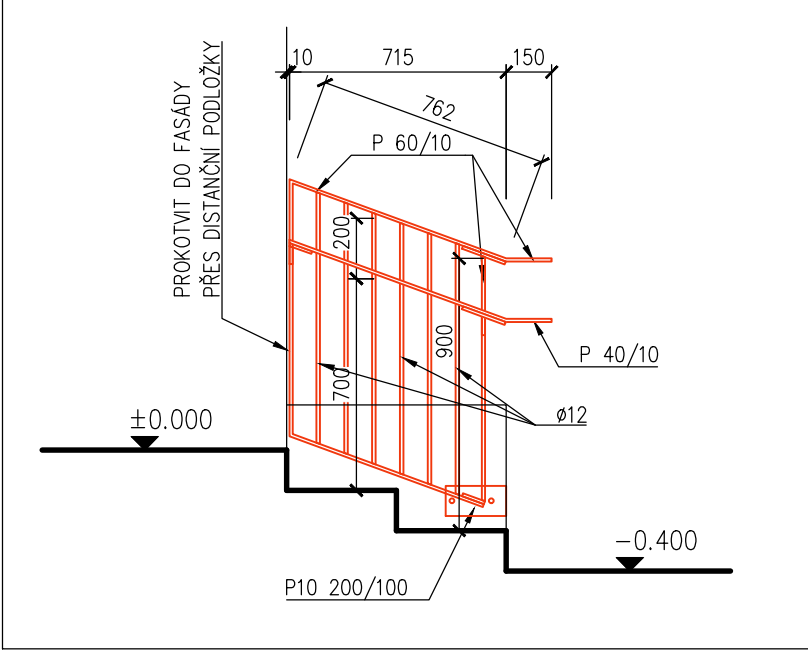 10
715
150
762
P 60/10
PROKOTVIT DO FASÁDY
PŘES DISTANČNÍ PODLOŽKY
200
900
700
P 40/10
ø12
±0.000
−0.400
P10 200/100